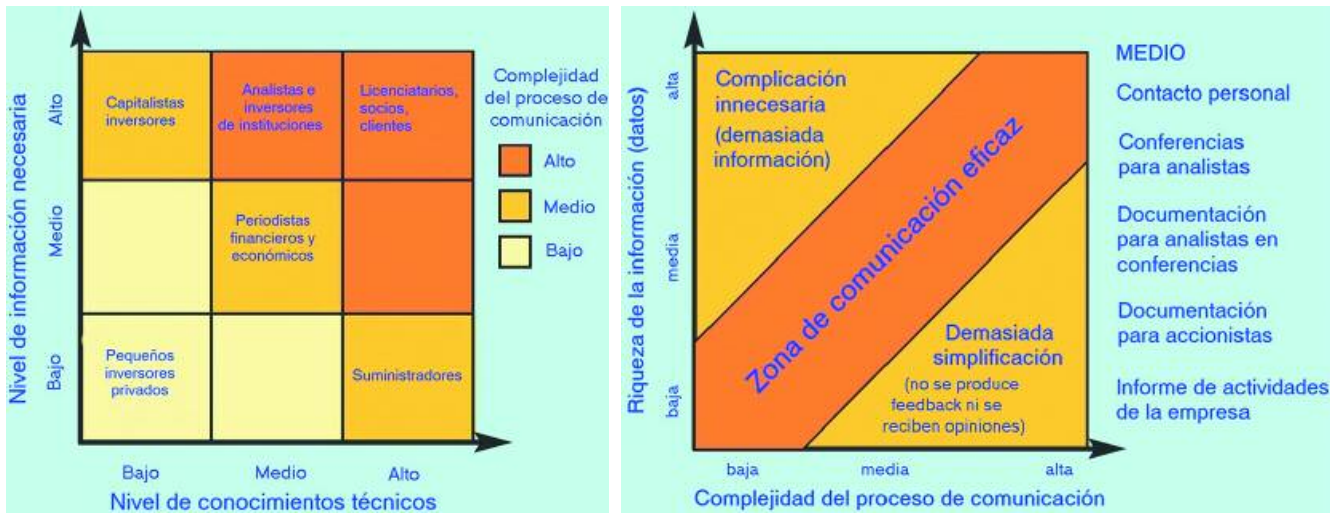 Nivel de información necesaria
Alto
Medio
Bajo
Capitalistas
inversores
Analistas e
inversores
de instituciones
Licenciatarios,
socios,
clientes
Periodistas
financieros y
económicos
Pequeños
inversores
privados
Suministradores
Bajo
Medio
Alto
Nivel de conocimientos técnicos
Complejidad
del proceso de
comunicación
Alto
Medio
Bajo
Riqueza de la información (datos)
alta
media
baja
Complicación
innecesaria
(demasiada
información)
Zona de comunicación eficaz
Demasiada
simplificación
(no se produce
feedback ni se
reciben opiniones)
baja
media
alta
Complejidad del proceso de comunicación
MEDIO
Contacto personal
Conferencias
para analistas
Documentación
para analistas en
conferencias
Documentación
para accionistas
Informe de actividades
de la empresa